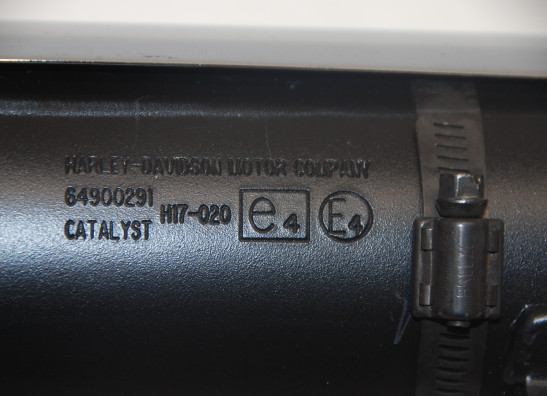 HARLEY-DAVIDSON MOTOR COMPANY
64900291
CATALYST H17-020 e4 E4